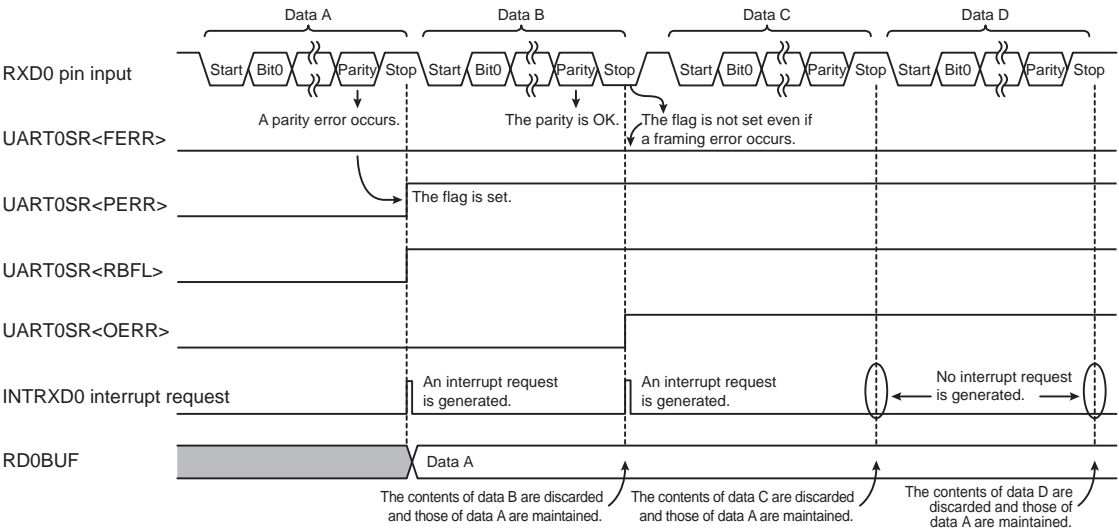 Data A Data B Data C Data D
RXD0 pin input Start Bit0 Parity Stop Start Bit0 Parity Stop Start Bit0 Parity Stop Start Bit0 Parity Stop
A parity error occurs. The parity is OK. The flag is not set even if
a framing error occurs.
UART0SR<FERR>
UART0SR<PERR> The flag is set.
UART0SR<RBFL>
UART0SR<OERR>
An interrupt request
is generated.
An interrupt request
is generated.
No interrupt request
is generated.
INTRXD0 interrupt request
RD0BUF Data A
The contents of data B are discarded
and those of data A are maintained.
The contents of data C are discarded
and those of data A are maintained.
The contents of data D are
discarded and those of
data A are maintained.